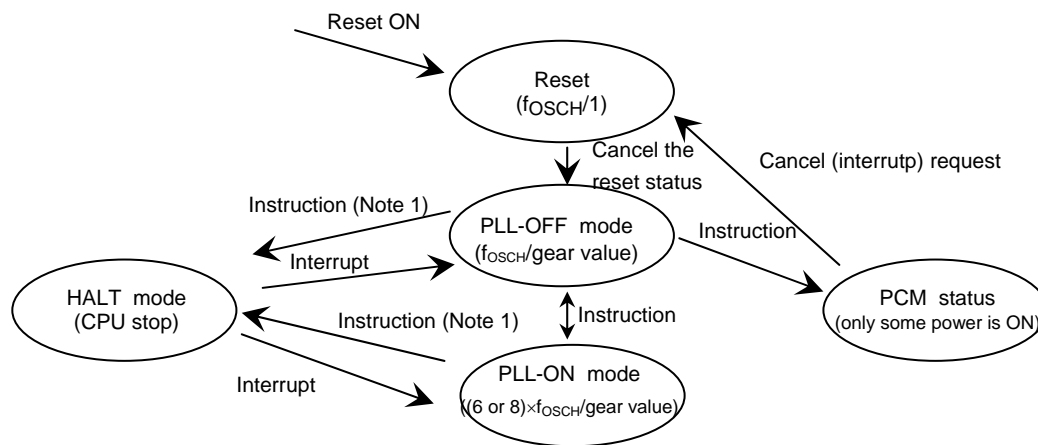 Reset ON
Reset
(fOSCH/1)
Cancel the
reset status
Cancel (interrutp) request
Instruction (Note 1)
PLL-OFF mode
(fOSCH/gear value)
Instruction
Interrupt
HALT mode
(CPU stop)
PCM status
(only some power is ON)
Instruction (Note 1)
Instruction
Interrupt
PLL-ON mode
((6 or 8)×fOSCH/gear value)